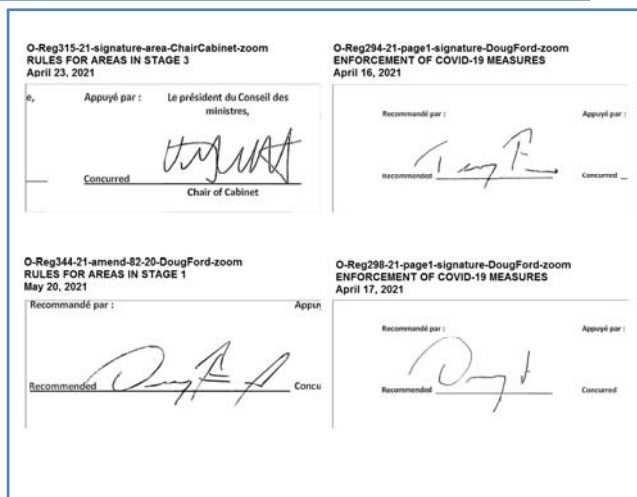 O-Reg315-21-signature-area-ChairCabinet-zoom
RULES FOR AREAS IN STAGE 3
April 23, 2021
e, Appuyé par : Le président du Conseil des
ministres,
Concurred
Chair of Cabinet
O-Reg294-21-page1-signature-DougFord-zoom
ENFORCEMENT OF COVID-19 MEASURES
April 16, 2021
Recommandé par : Appuyé par :
Recommended Concurred
O-Reg344-21-amend-82-20-DougFord-zoom
RULES FOR AREAS IN STAGE 1
May 20, 2021
Recommandé par : Appuy
Recommended Concu
O-Reg298-21-page1-signature-DougFord-zoom
ENFORCEMENT OF COVID-19 MEASURES
April 17, 2021
Recommandé par : Appuyé par :
Recommended Concurred